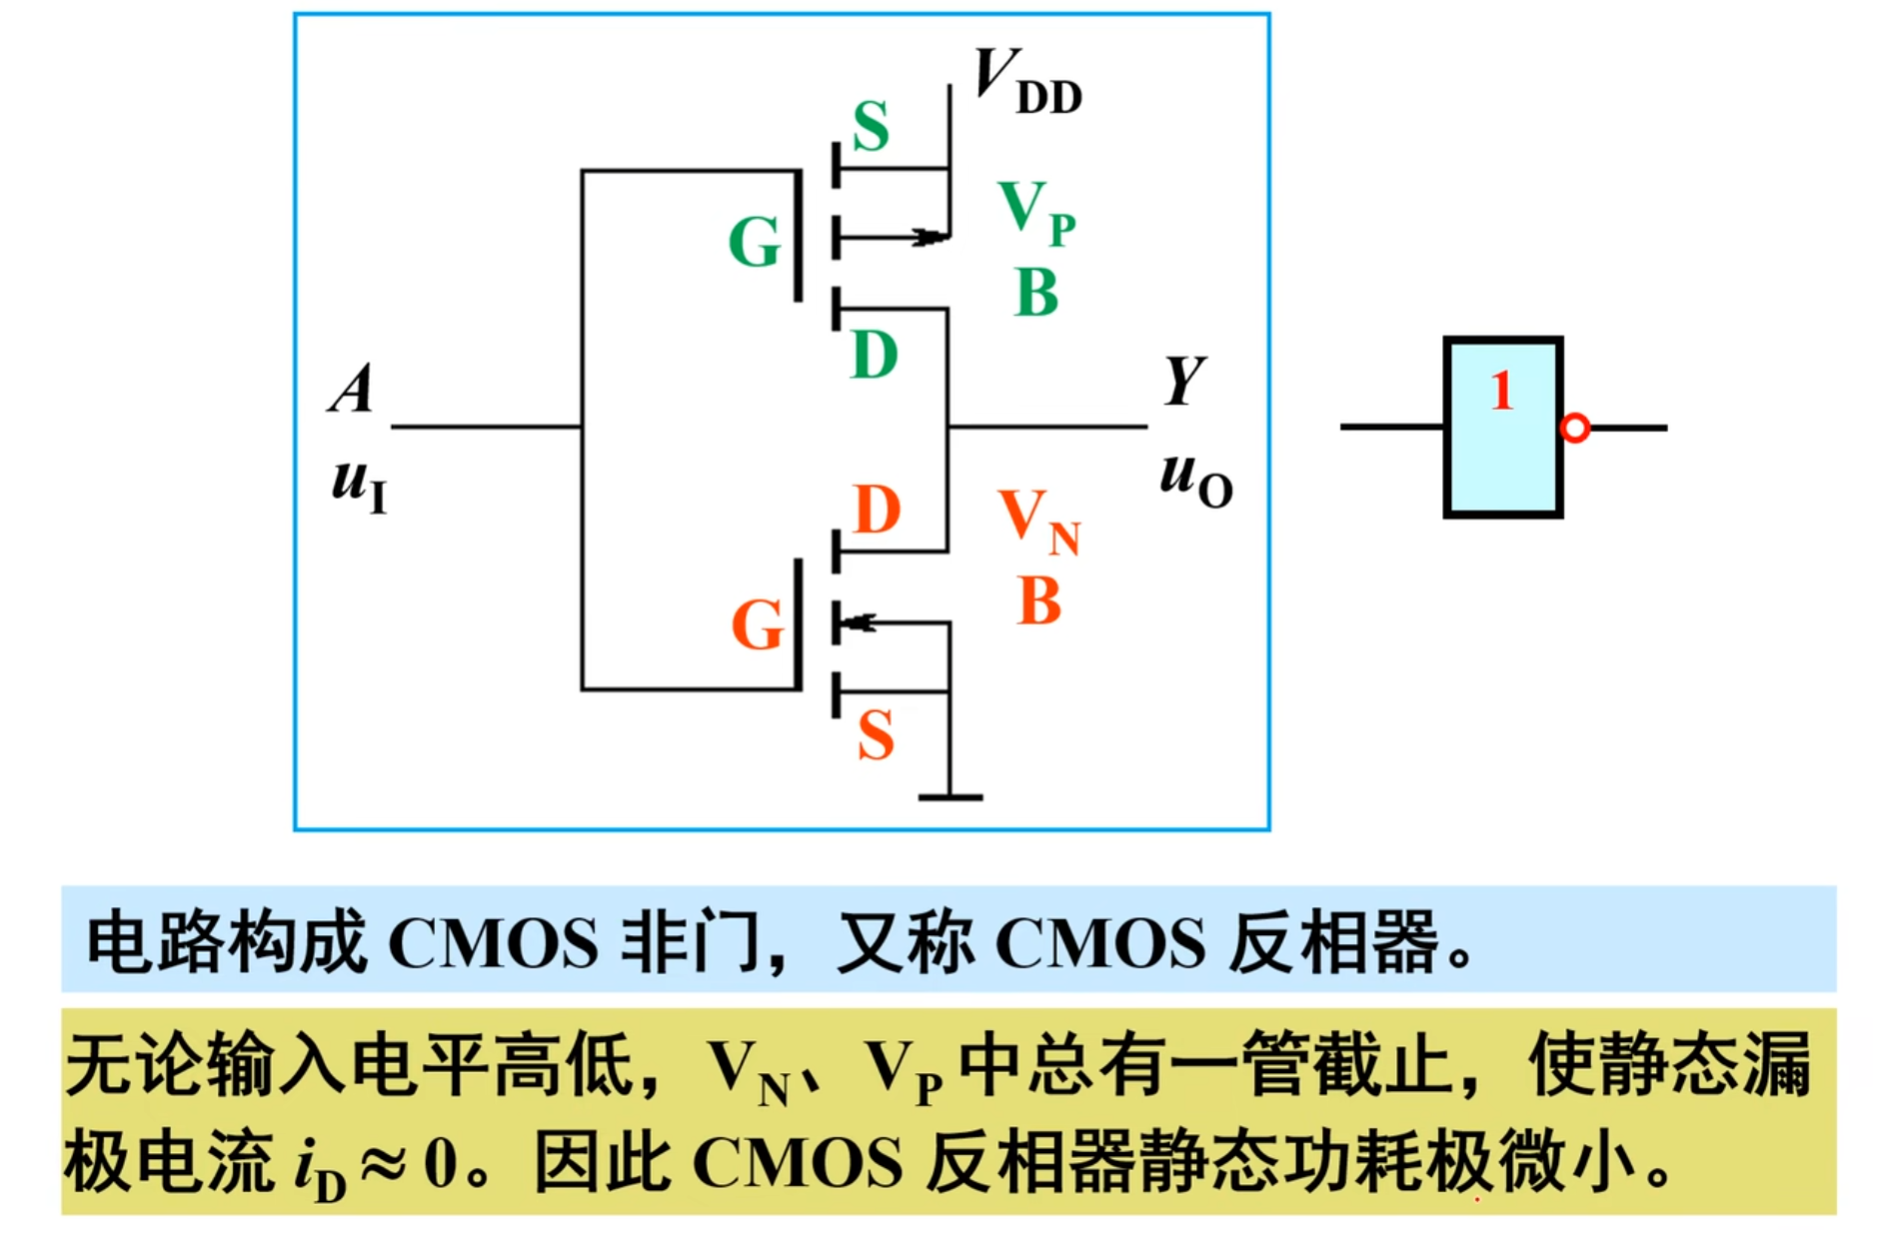 V_DD
S
G
V_P
B
D
A
Y
u_I
u_O
1
D
V_N
G
B
S
电路构成 CMOS 非门，又称 CMOS 反相器。
无论输入电平高低，V_N、V_P 中总有一管截止，使静态漏
极电流 i_D ≈ 0。因此 CMOS 反相器静态功耗极微小。